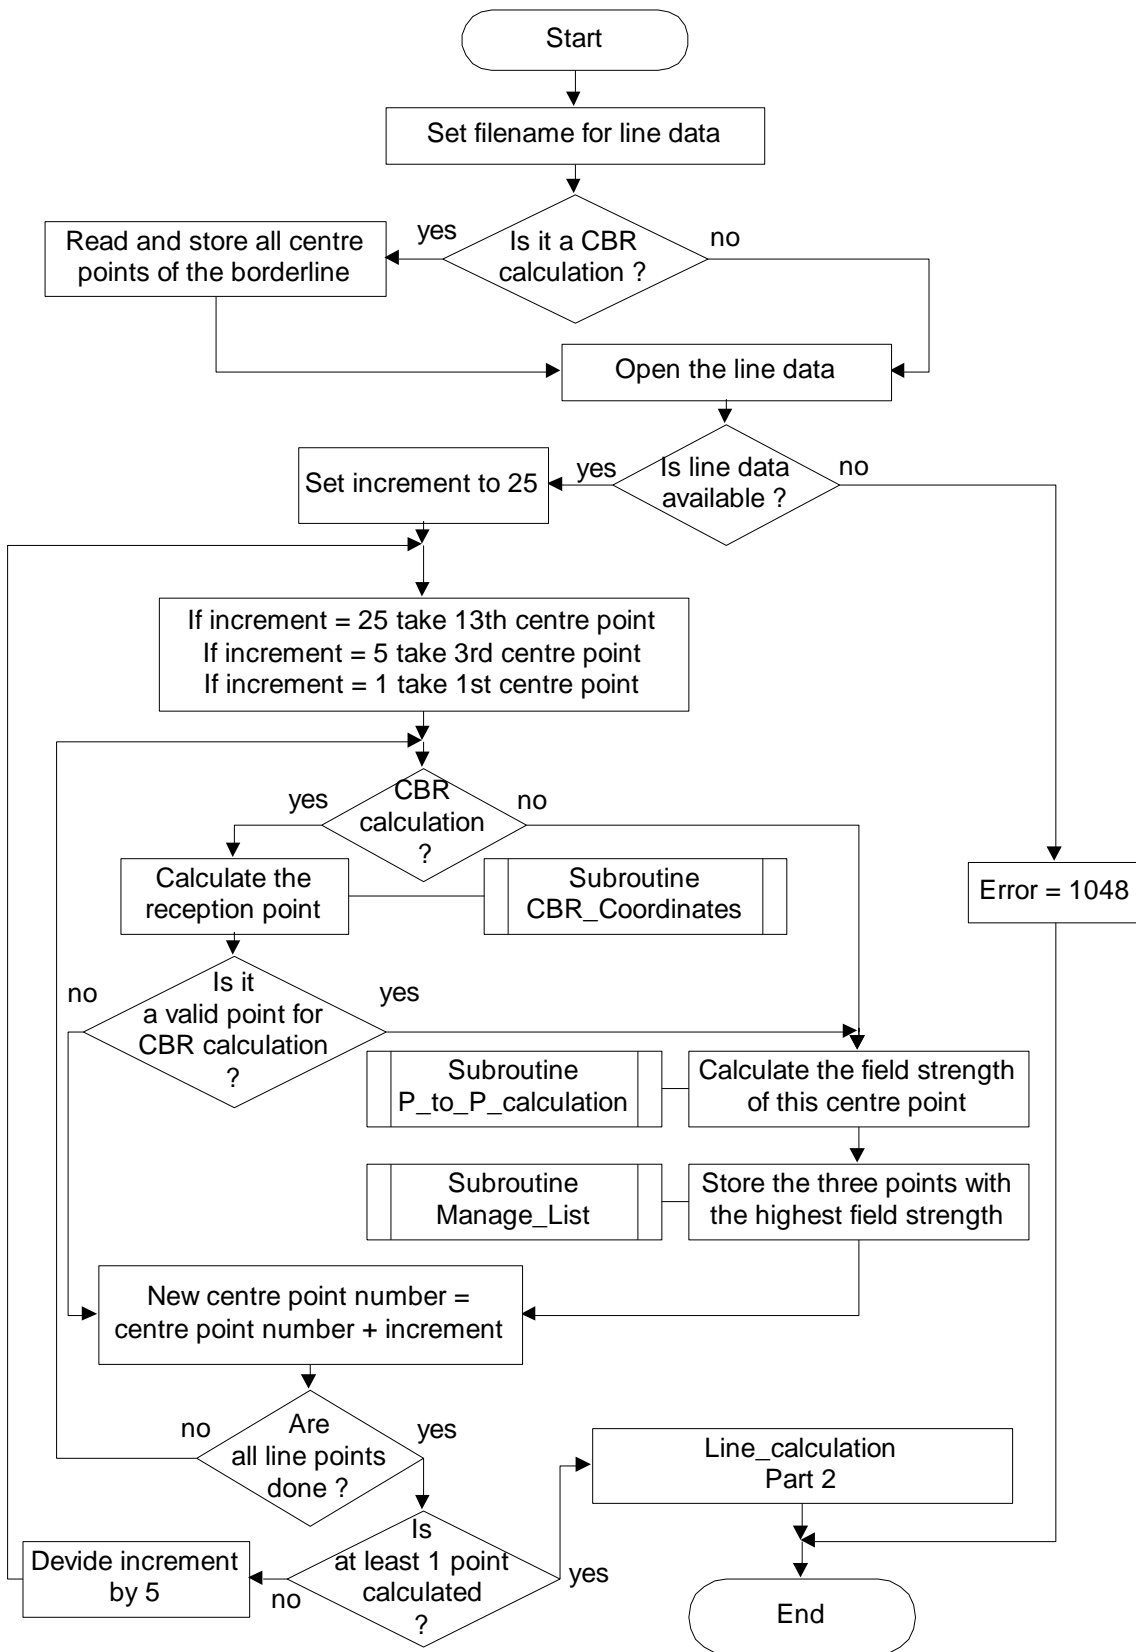 Start
Set filename for line data
Is it a CBR
calculation ?
yes
no
Read and store all centre
points of the borderline
Open the line data
Is line data
available ?
yes
no
Set increment to 25
If increment = 25 take 13th centre point
If increment = 5 take 3rd centre point
If increment = 1 take 1st centre point
CBR
calculation
?
yes
no
Calculate the
reception point
Subroutine
CBR_Coordinates
Error = 1048
Is it
a valid point for
CBR calculation
?
no
yes
Subroutine
P_to_P_calculation
Calculate the field strength
of this centre point
Subroutine
Manage_List
Store the three points with
the highest field strength
New centre point number =
centre point number + increment
Are
all line points
done ?
no
yes
Line_calculation
Part 2
Is
at least 1 point
calculated
?
no
yes
Devide increment
by 5
End